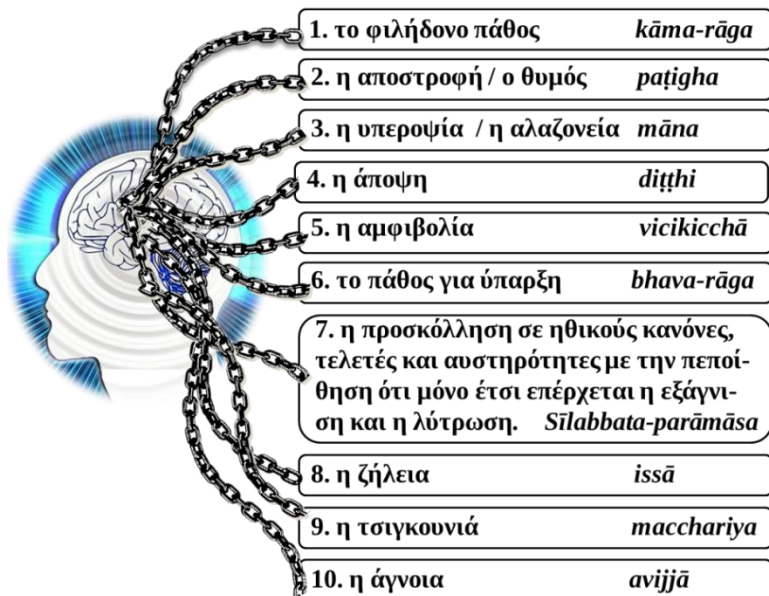 1. το φιλήδονο πάθος kāma-rāga
2. η αποστροφή / ο θυμός paṭigha
3. η υπεροψία / η αλαζονεία māna
4. η άποψη diṭṭhi
5. η αμφιβολία vicikicchā
6. το πάθος για ύπαρξη bhava-rāga
7. η προσκόλληση σε ηθικούς κανόνες,
τελετές και αυστηρότητες με την πεποί-
θηση ότι μόνο έτσι επέρχεται η εξάγνι-
ση και η λύτρωση. Sīlabbata-parāmāsa
8. η ζήλεια issā
9. η τσιγκουνιά macchariya
10. η άγνοια avijjā